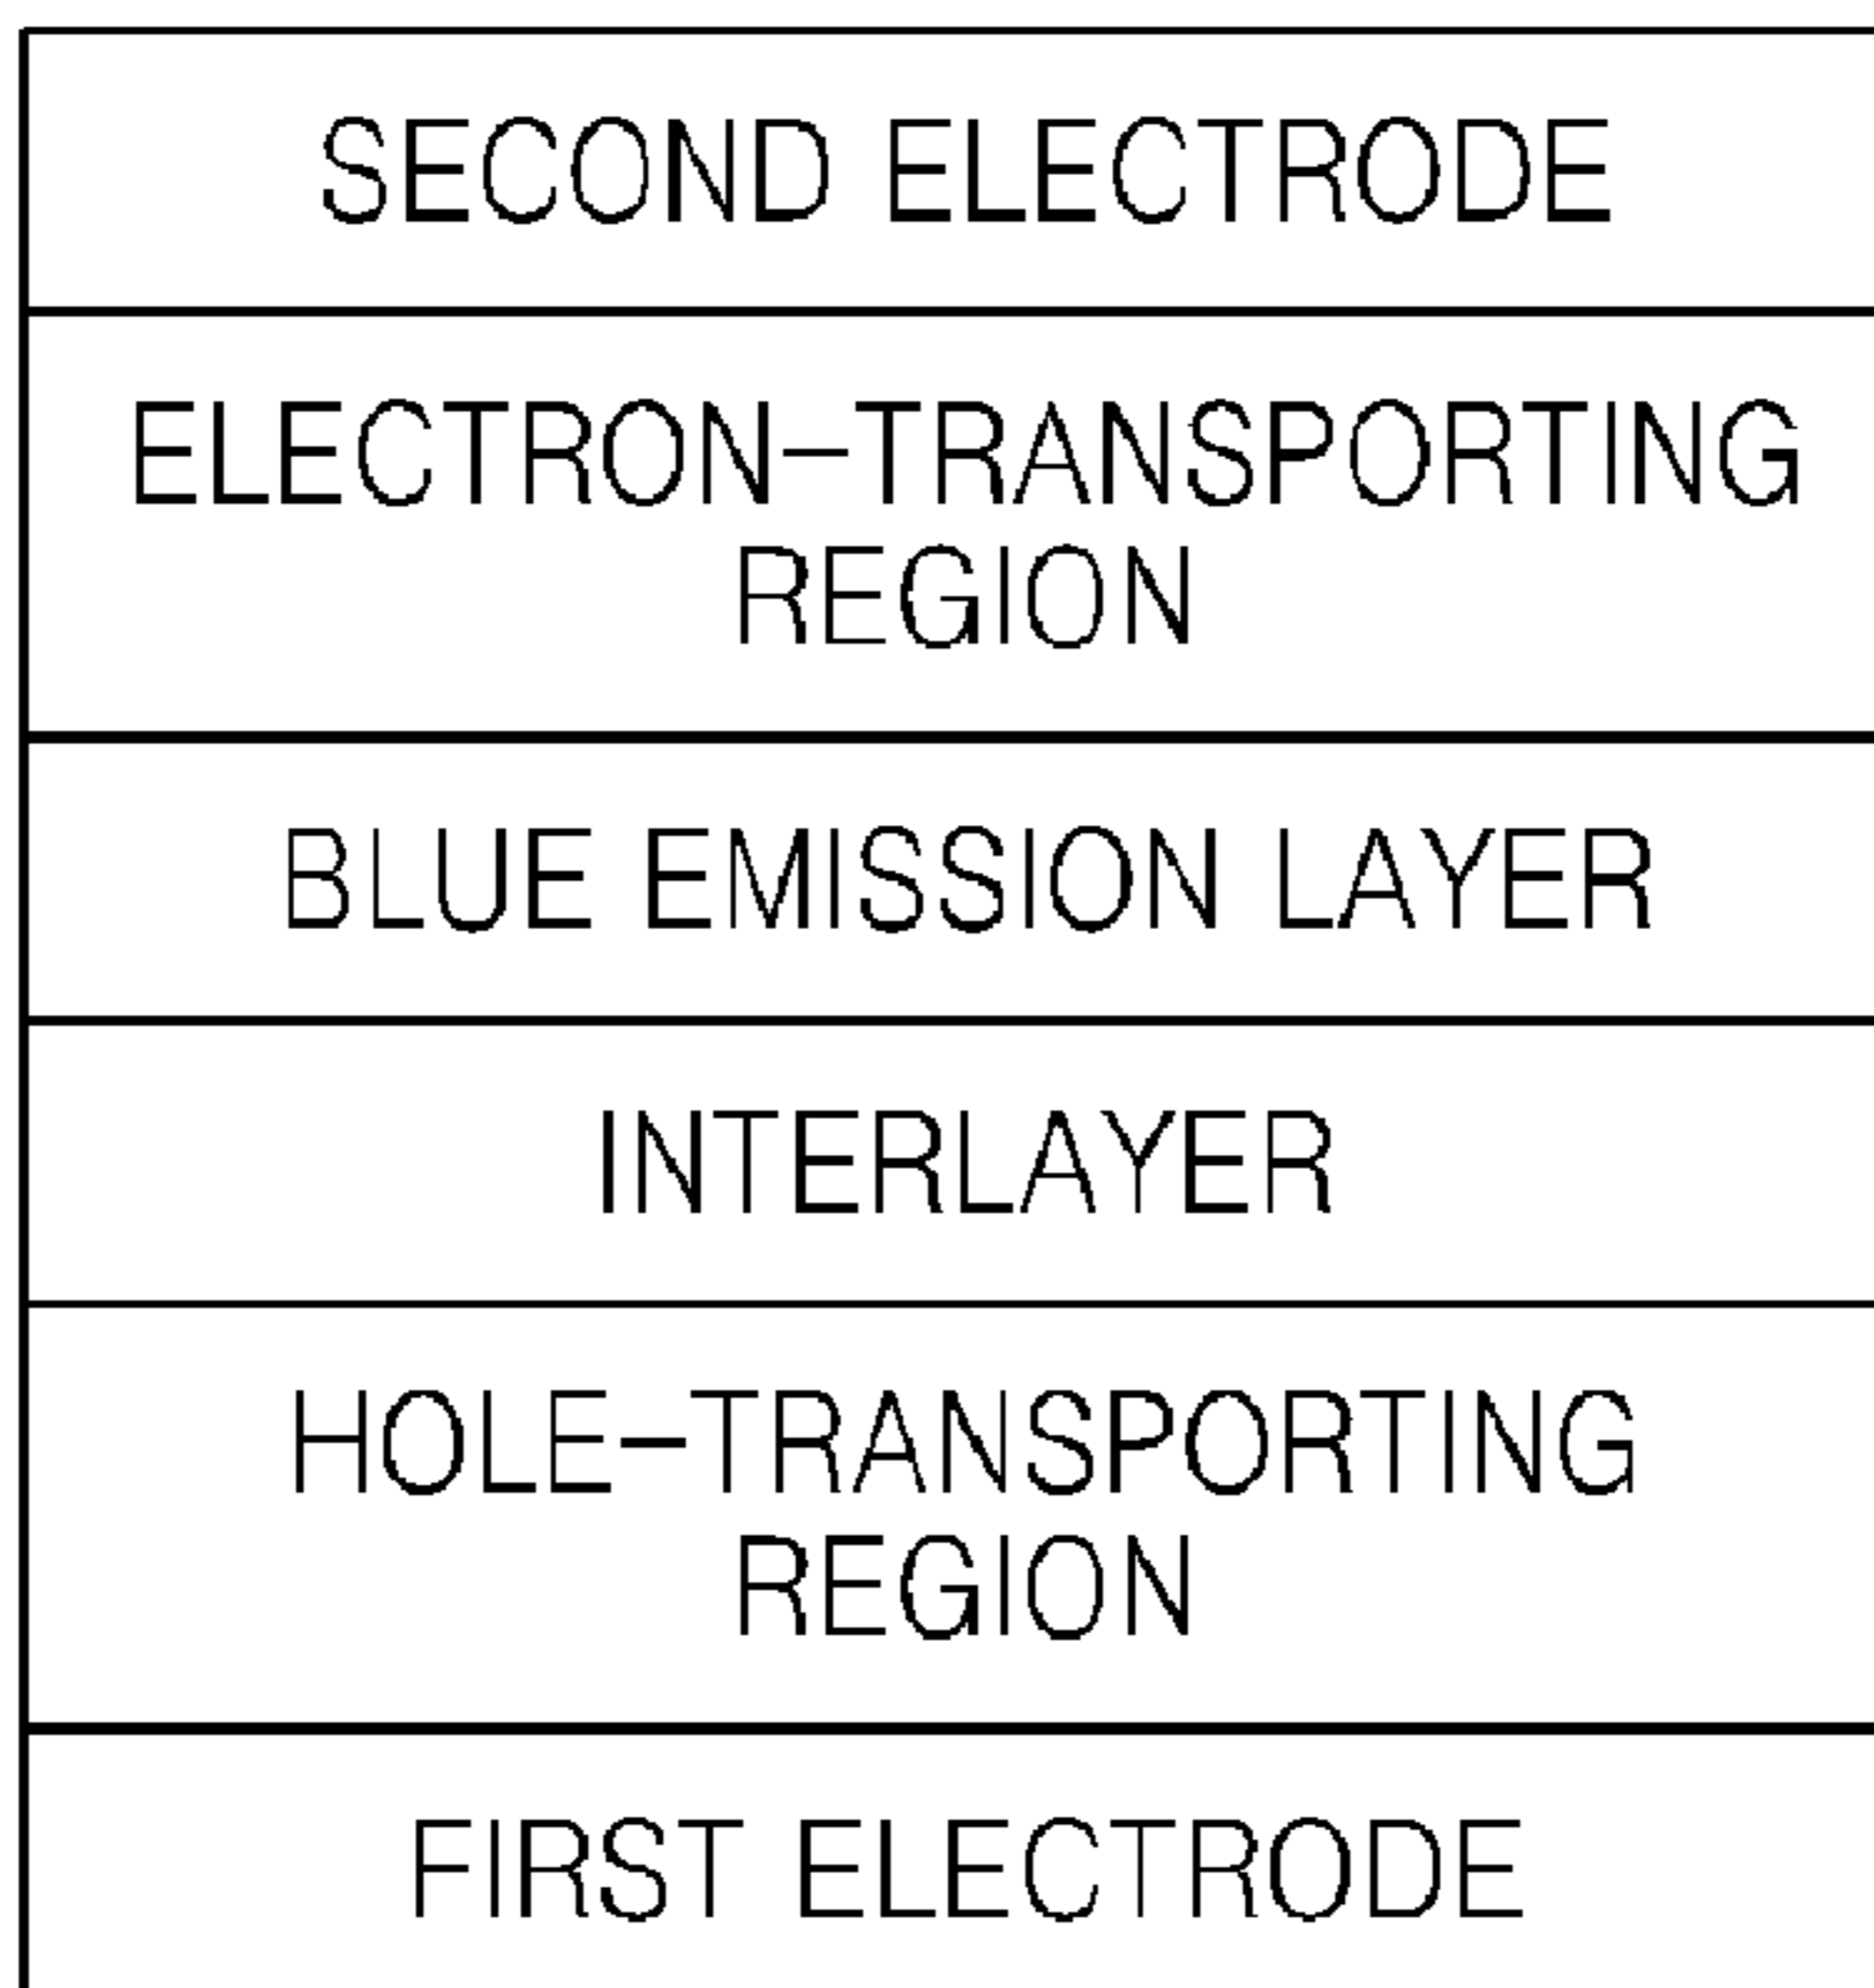 SECOND ELECTRODE
ELECTRON-TRANSPORTING
REGION
BLUE EMISSION LAYER
INTERLAYER
HOLE-TRANSPORTING
REGION
FIRST ELECTRODE